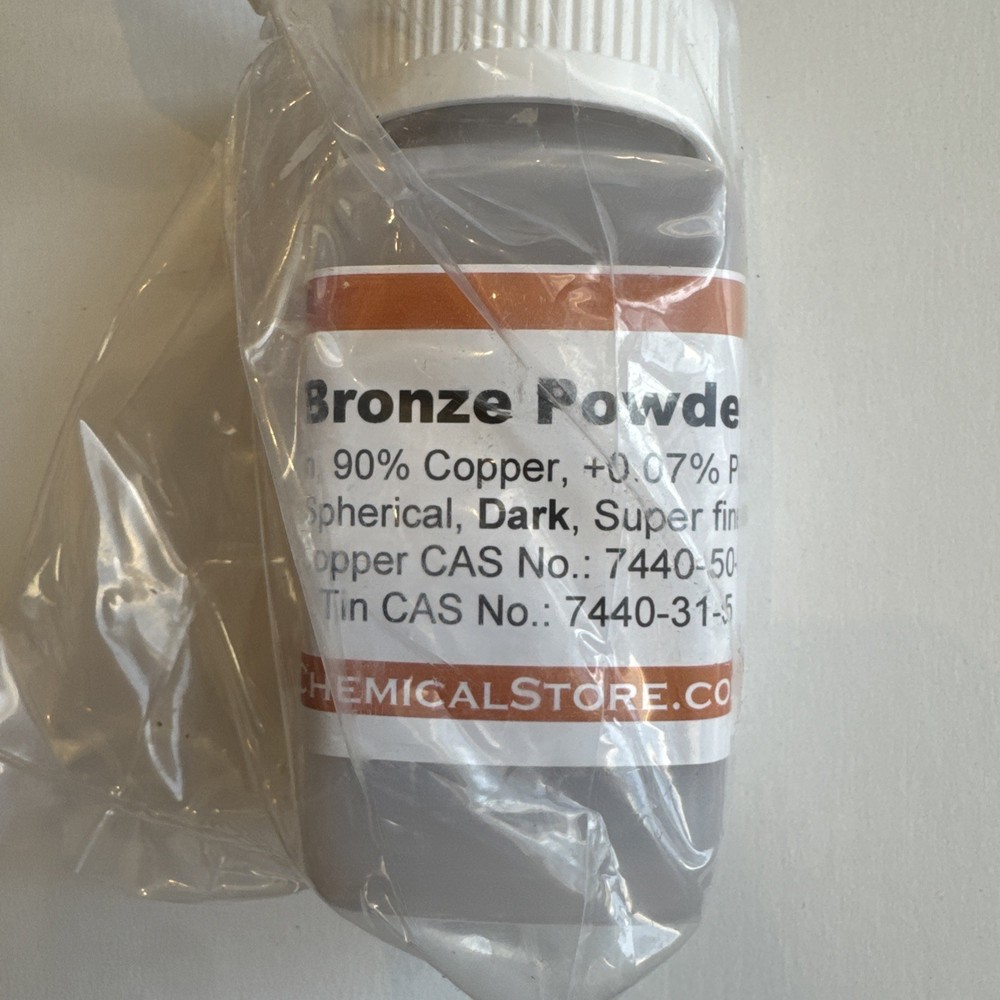 Bronze Powde
n, 90% Copper, +0.07% P
Spherical, Dark, Super fin
opper CAS No.: 7440-50-
Tin CAS No.: 7440-31-5
CHEMICALSTORE.CO